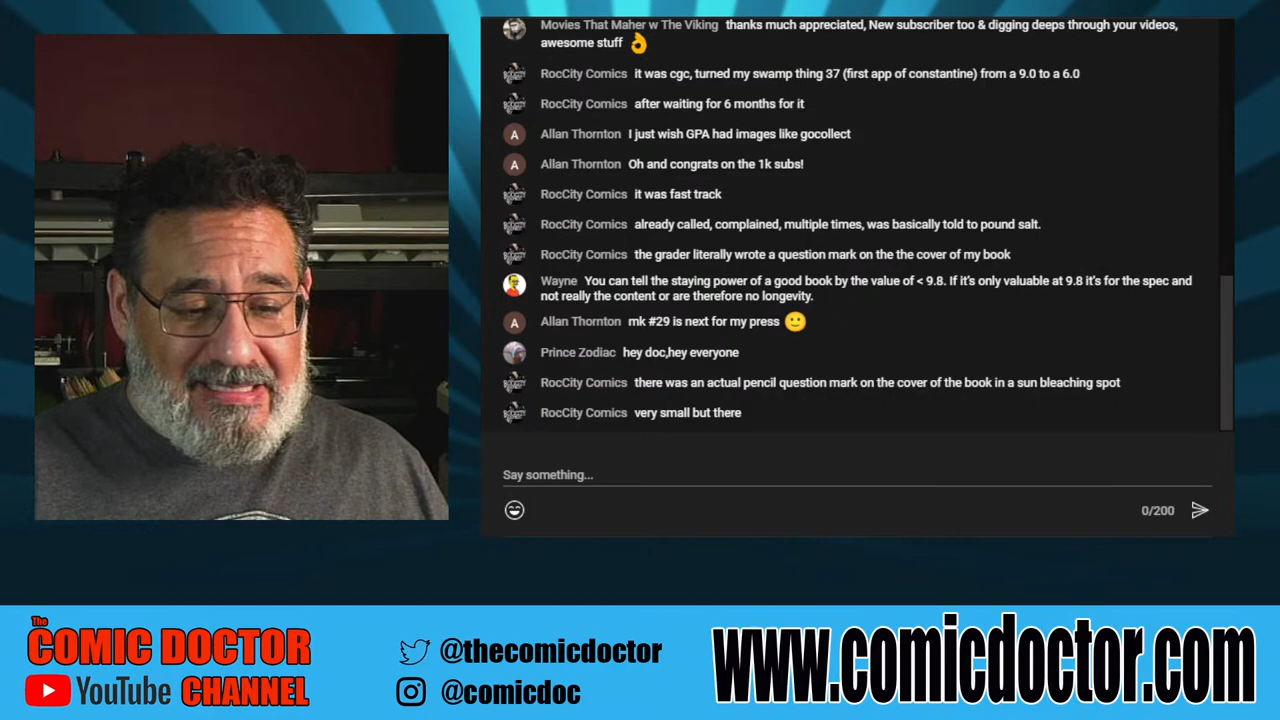 Movies That Maher w The Viking thanks much appreciated, New subscriber too & digging deeps through your videos,
awesome stuff 👌
RocCity Comics it was cgc, turned my swamp thing 37 (first app of constantine) from a 9.0 to a 6.0
RocCity Comics after waiting for 6 months for it
A Allan Thornton I just wish GPA had images like gocollect
A Allan Thornton Oh and congrats on the 1k subs!
RocCity Comics it was fast track
RocCity Comics already called, complained, multiple times, was basically told to pound salt.
RocCity Comics the grader literally wrote a question mark on the the cover of my book
Wayne You can tell the staying power of a good book by the value of < 9.8. If it's only valuable at 9.8 it's for the spec and
not really the content or are therefore no longevity.
A Allan Thornton mk #29 is next for my press 🙂
Prince Zodiac hey doc,hey everyone
RocCity Comics there was an actual pencil question mark on the cover of the book in a sun bleaching spot
RocCity Comics very small but there
Say something...
0/200
The
COMIC DOCTOR
YouTube CHANNEL
@thecomicdoctor
@comicdoc
www.comicdoctor.com